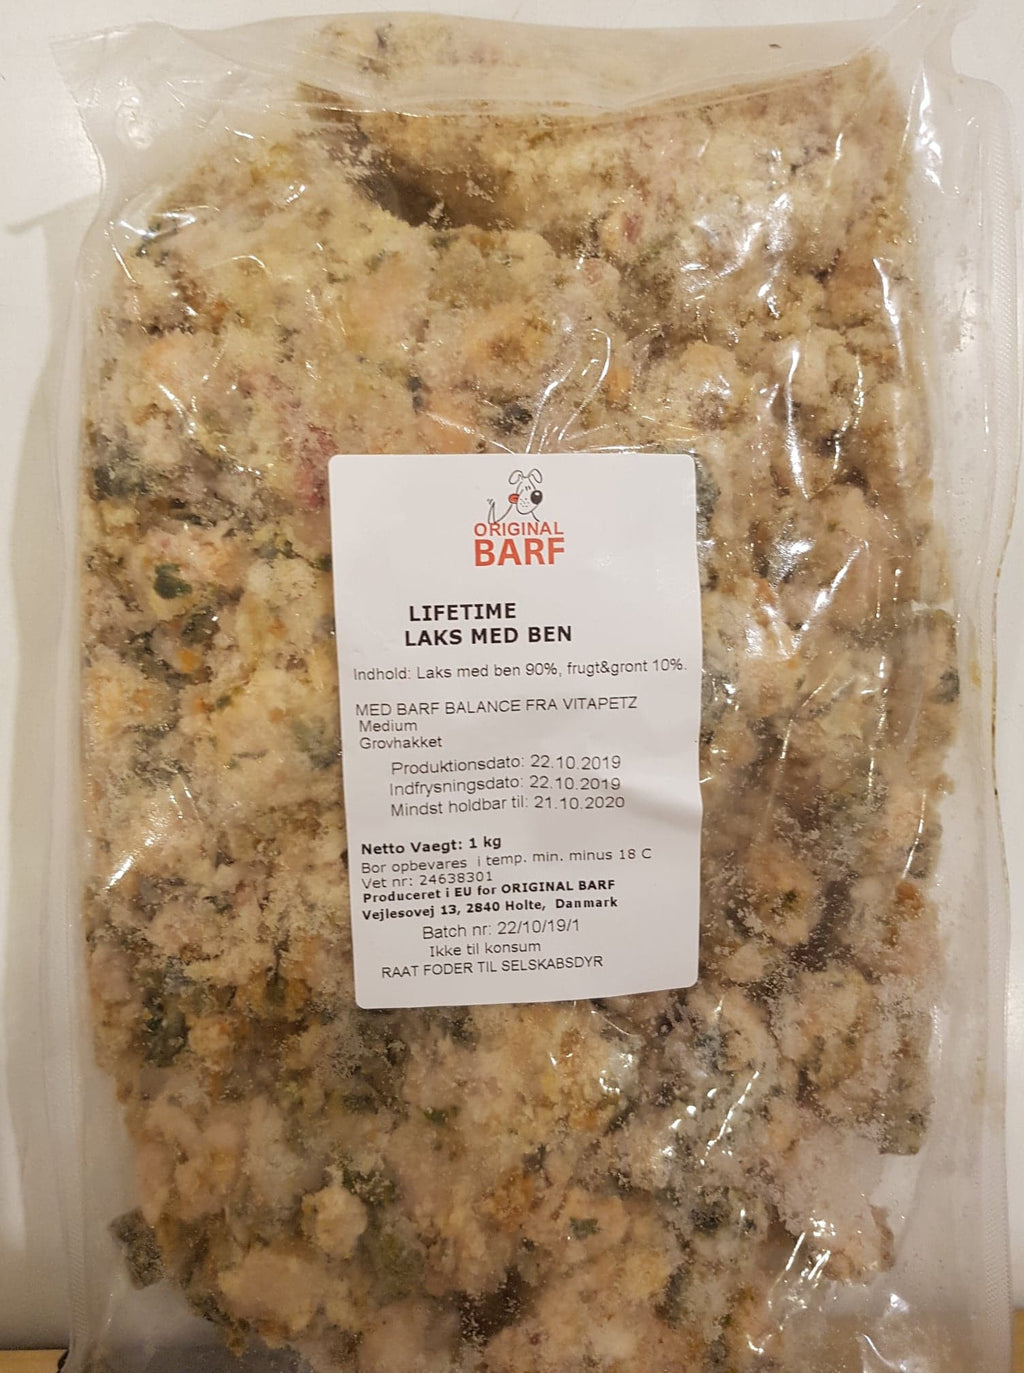 ORIGINAL
BARF
LIFETIME
LAKS MED BEN
Indhold: Laks med ben 90%, frugt&gront 10%.
MED BARF BALANCE FRA VITAPETZ
Medium
Grovhakket
Produktionsdato: 22.10.2019
Indfrysningsdato: 22.10.2019
Mindst holdbar til: 21.10.2020
Netto Vaegt: 1 kg
Bor opbevares i temp. min. minus 18 C
Vet nr: 24638301
Produceret i EU for ORIGINAL BARF
Vejlesovej 13, 2840 Holte, Danmark
Batch nr: 22/10/19/1
Ikke til konsum
RAAT FODER TIL SELSKABSDYR